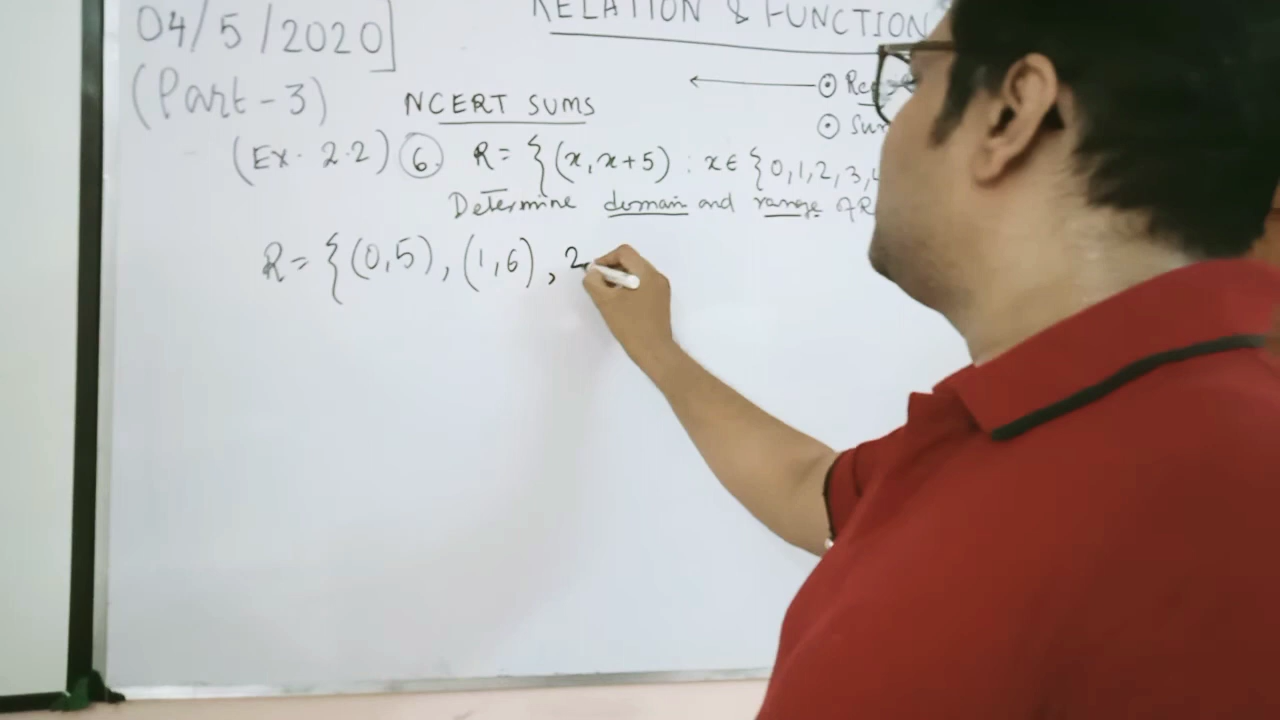 04/5/2020]
RELATION & FUNCTION
(Part-3)
NCERT SUMS
(Ex. 2.2) ⑥ R = {(x, x+5) : x ∈ {0,1,2,3,
Determine domain and range of R
R = {(0,5), (1,6), 2